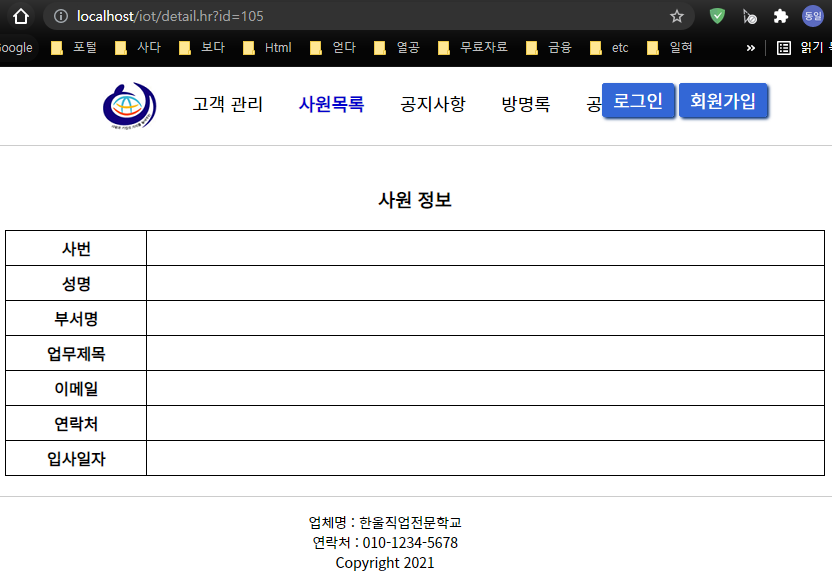 localhost/iot/detail.hr?id=105
동일
oogle 포털 사다 보다 Html 얻다 열공 무료자료 금융 etc 일혀 » 읽기
고객 관리 사원목록 공지사항 방명록 공 로그인 회원가입
사원 정보
사번
성명
부서명
업무제목
이메일
연락처
입사일자
업체명 : 한울직업전문학교
연락처 : 010-1234-5678
Copyright 2021